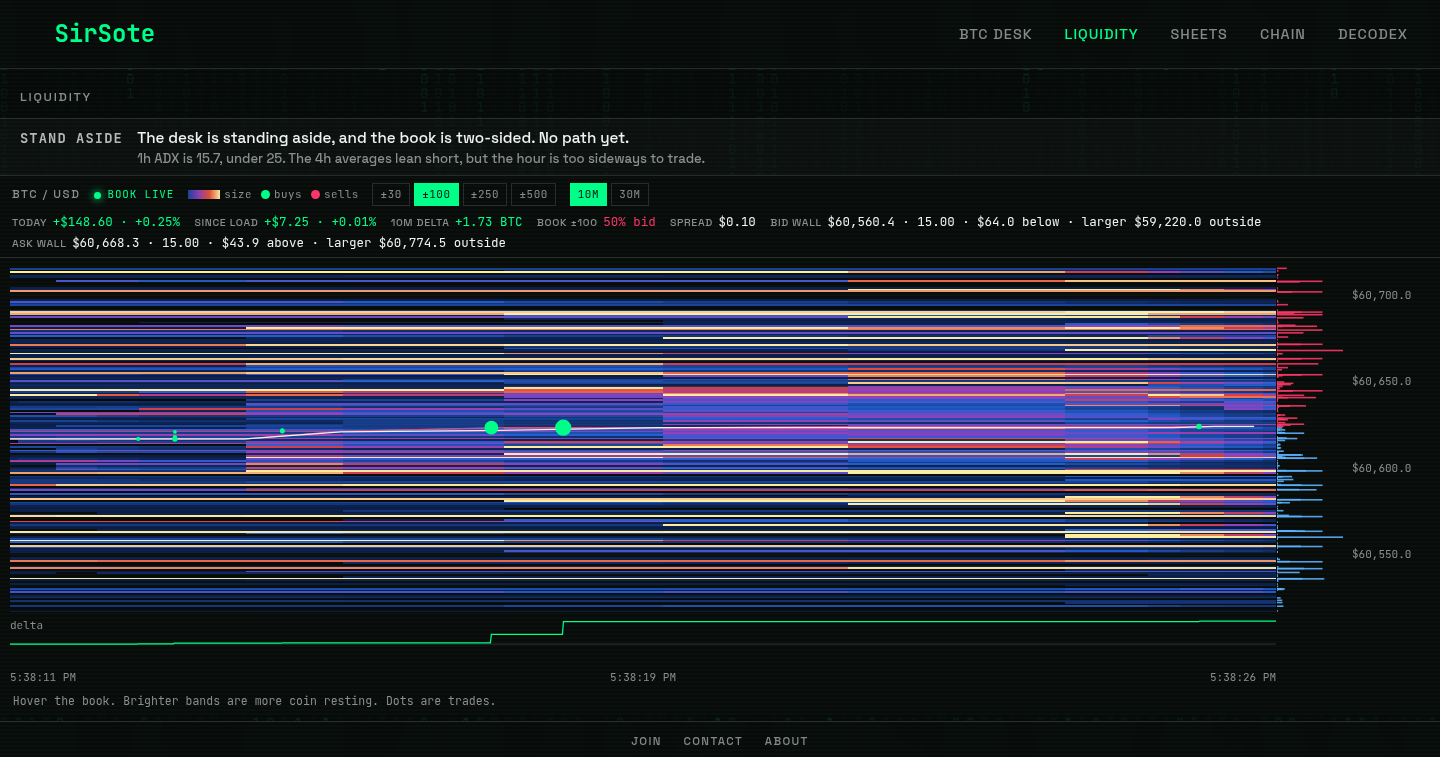 SirSote
BTC DESK LIQUIDITY SHEETS CHAIN DECODEX
LIQUIDITY
STAND ASIDE The desk is standing aside, and the book is two-sided. No path yet.
1h ADX is 15.7, under 25. The 4h averages lean short, but the hour is too sideways to trade.
BTC / USD BOOK LIVE size buys sells ±30 ±100 ±250 ±500 10M 30M
TODAY +$148.60 · +0.25% SINCE LOAD +$7.25 · +0.01% 10M DELTA +1.73 BTC BOOK ±100 50% bid SPREAD $0.10 BID WALL $60,560.4 · 15.00 · $64.0 below · larger $59,220.0 outside
ASK WALL $60,668.3 · 15.00 · $43.9 above · larger $60,774.5 outside
$60,700.0
$60,650.0
$60,600.0
$60,550.0
delta
5:38:11 PM 5:38:19 PM 5:38:26 PM
Hover the book. Brighter bands are more coin resting. Dots are trades.
JOIN CONTACT ABOUT